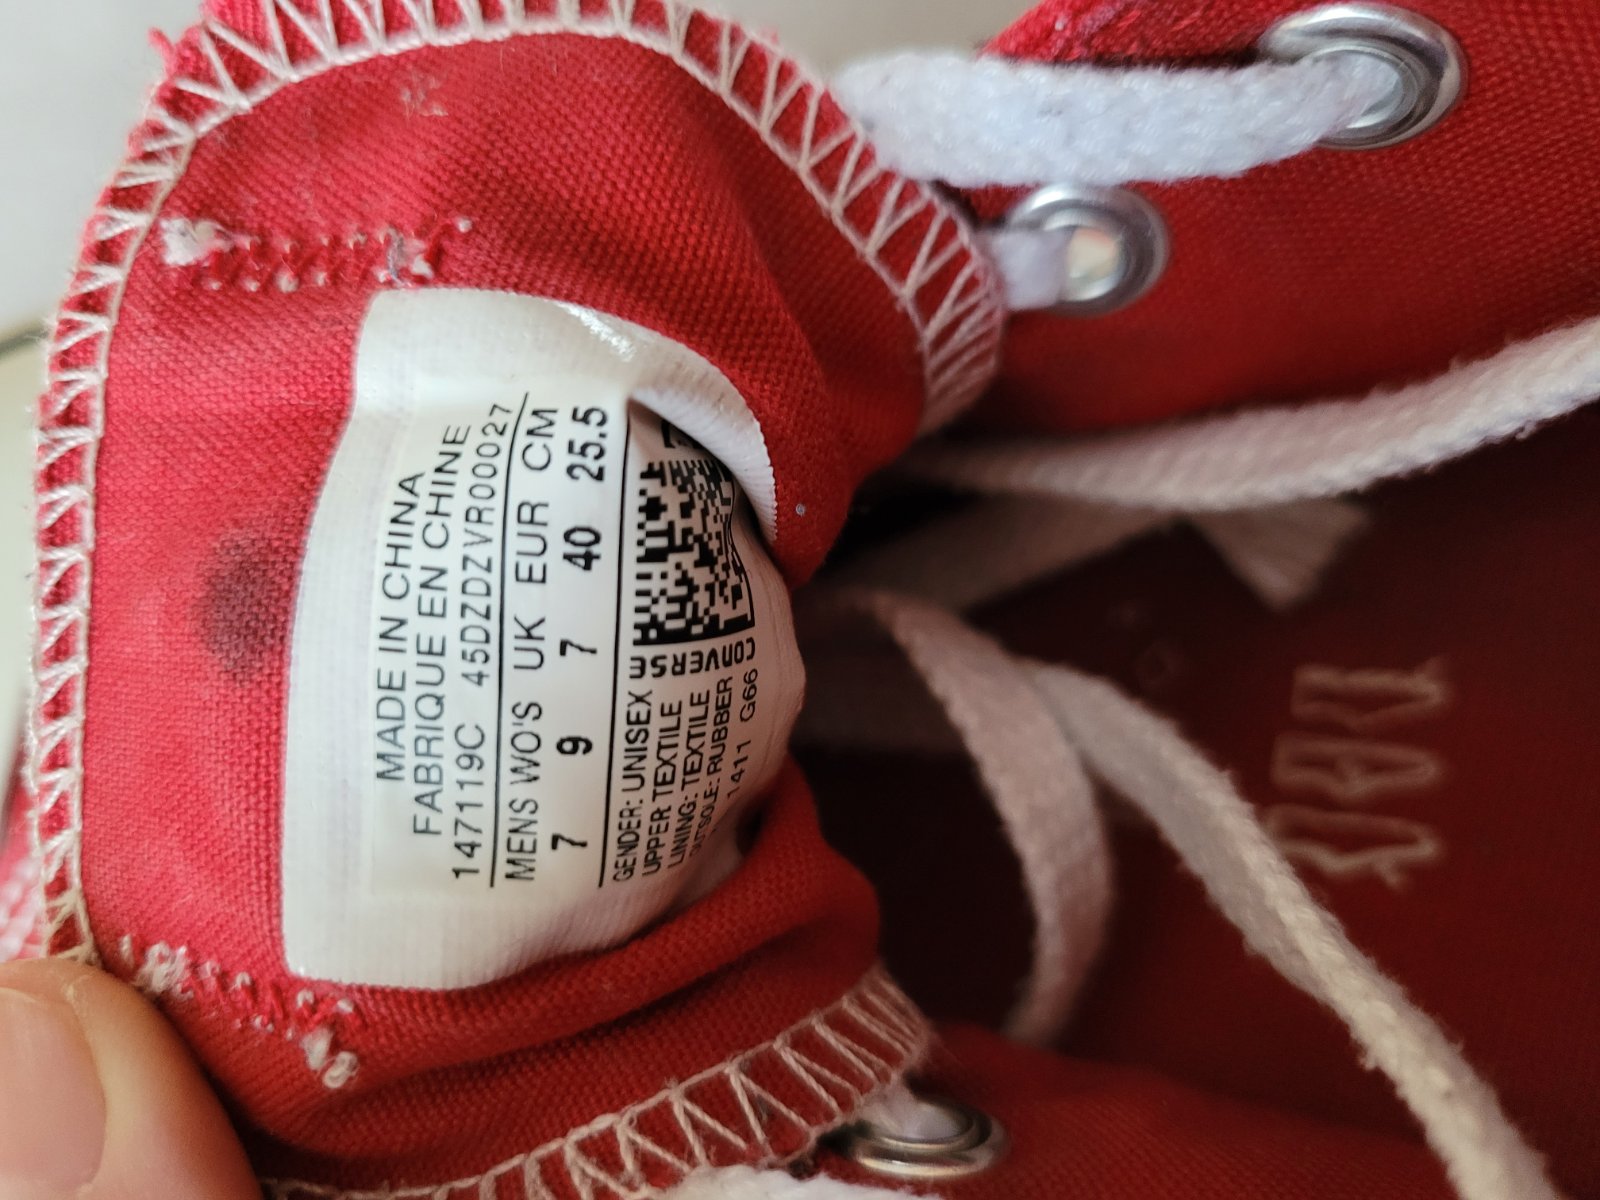 MADE IN CHINA
FABRIQUE EN CHINE
147119C 45DZDZVR00027
MENS WO'S UK EUR CM
7 9 7 40 25.5
GENDER: UNISEX
UPPER TEXTILE
LINING: TEXTILE
OUTSOLE: RUBBER
1411 G66
CONVERSE